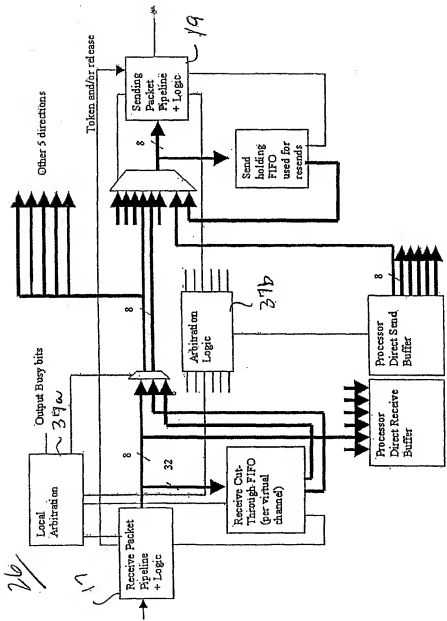 26
Token and/or release
19
Sending
Packet
Pipeline
+ Logic
Other 5 directions
8
Send
holding
FIFO
used for
resends
Output Busy bits
Local
Arbitration
8
Arbitration
Logic
37b
8
32
8
Receive Packet
Pipeline
+ Logic
17
Receive Cut-
Through FIFO
(per virtual
channel)
Processor
Direct Receive
Buffer
Processor
Direct Send
Buffer